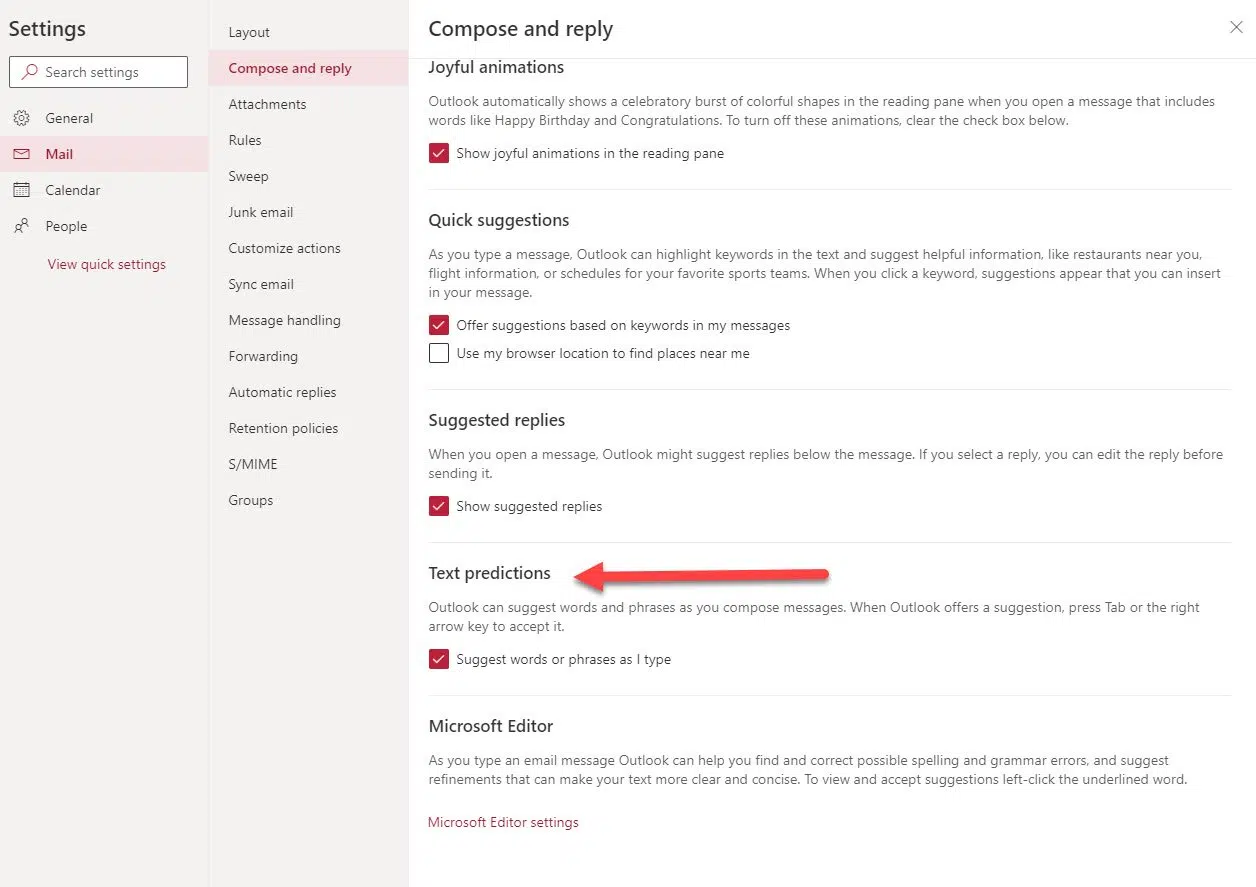 Settings
Search settings
General
Mail
Calendar
People
View quick settings
Layout
Compose and reply
Attachments
Rules
Sweep
Junk email
Customize actions
Sync email
Message handling
Forwarding
Automatic replies
Retention policies
S/MIME
Groups
Compose and reply
Joyful animations
Outlook automatically shows a celebratory burst of colorful shapes in the reading pane when you open a message that includes
words like Happy Birthday and Congratulations. To turn off these animations, clear the check box below.
Show joyful animations in the reading pane
Quick suggestions
As you type a message, Outlook can highlight keywords in the text and suggest helpful information, like restaurants near you,
flight information, or schedules for your favorite sports teams. When you click a keyword, suggestions appear that you can insert
in your message.
Offer suggestions based on keywords in my messages
Use my browser location to find places near me
Suggested replies
When you open a message, Outlook might suggest replies below the message. If you select a reply, you can edit the reply before
sending it.
Show suggested replies
Text predictions
Outlook can suggest words and phrases as you compose messages. When Outlook offers a suggestion, press Tab or the right
arrow key to accept it.
Suggest words or phrases as I type
Microsoft Editor
As you type an email message Outlook can help you find and correct possible spelling and grammar errors, and suggest
refinements that can make your text more clear and concise. To view and accept suggestions left-click the underlined word.
Microsoft Editor settings